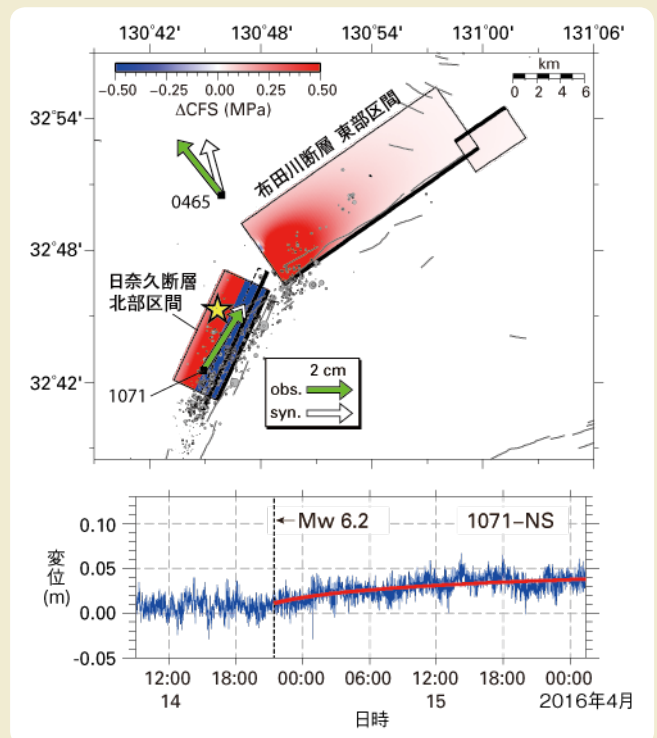 130°42' 130°48' 130°54' 131°00' 131°06'
km
0 2 4 6
−0.50 −0.25 0.00 0.25 0.50
ΔCFS (MPa)
32°54'
布田川断層 東部区間
0465
32°48'
日奈久断層
北部区間
2 cm
obs.
syn.
32°42'
1071
Mw 6.2
1071−NS
変位
(m)
0.10
0.05
0.00
-0.05
12:00 18:00 00:00 06:00 12:00 18:00 00:00
14 15 2016年4月
日時